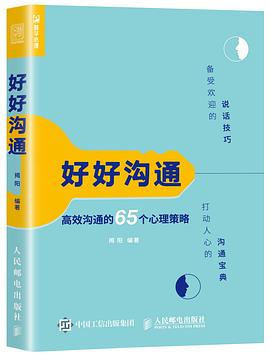 好好沟通
揭阳 编著
人民邮电出版社
备受欢迎的
说话技巧
好好沟通
高效沟通的65个心理策略
揭阳 编著
打动人心的
沟通宝典
中国工信出版集团
人民邮电出版社